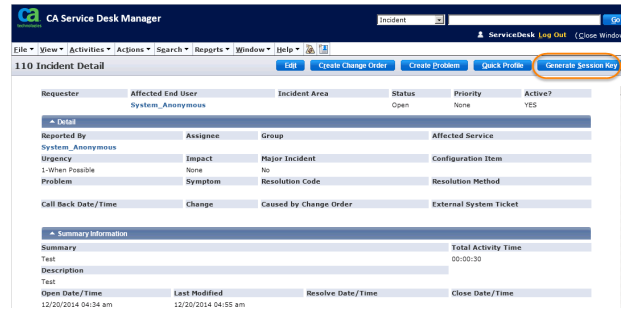 ca technologies CA Service Desk Manager Incident Go
ServiceDesk Log Out (Close Window
File View Activities Actions Search Reports Window Help
110 Incident Detail Edit Create Change Order Create Problem Quick Profile Generate Session Key
Requester Affected End User Incident Area Status Priority Active?
System_Anonymous Open None YES
Detail
Reported By Assignee Group Affected Service
System_Anonymous
Urgency Impact Major Incident Configuration Item
1-When Possible None No
Problem Symptom Resolution Code Resolution Method
Call Back Date/Time Change Caused by Change Order External System Ticket
Summary Information
Summary Total Activity Time
Test 00:00:30
Description
Test
Open Date/Time Last Modified Resolve Date/Time Close Date/Time
12/20/2014 04:34 am 12/20/2014 04:55 am